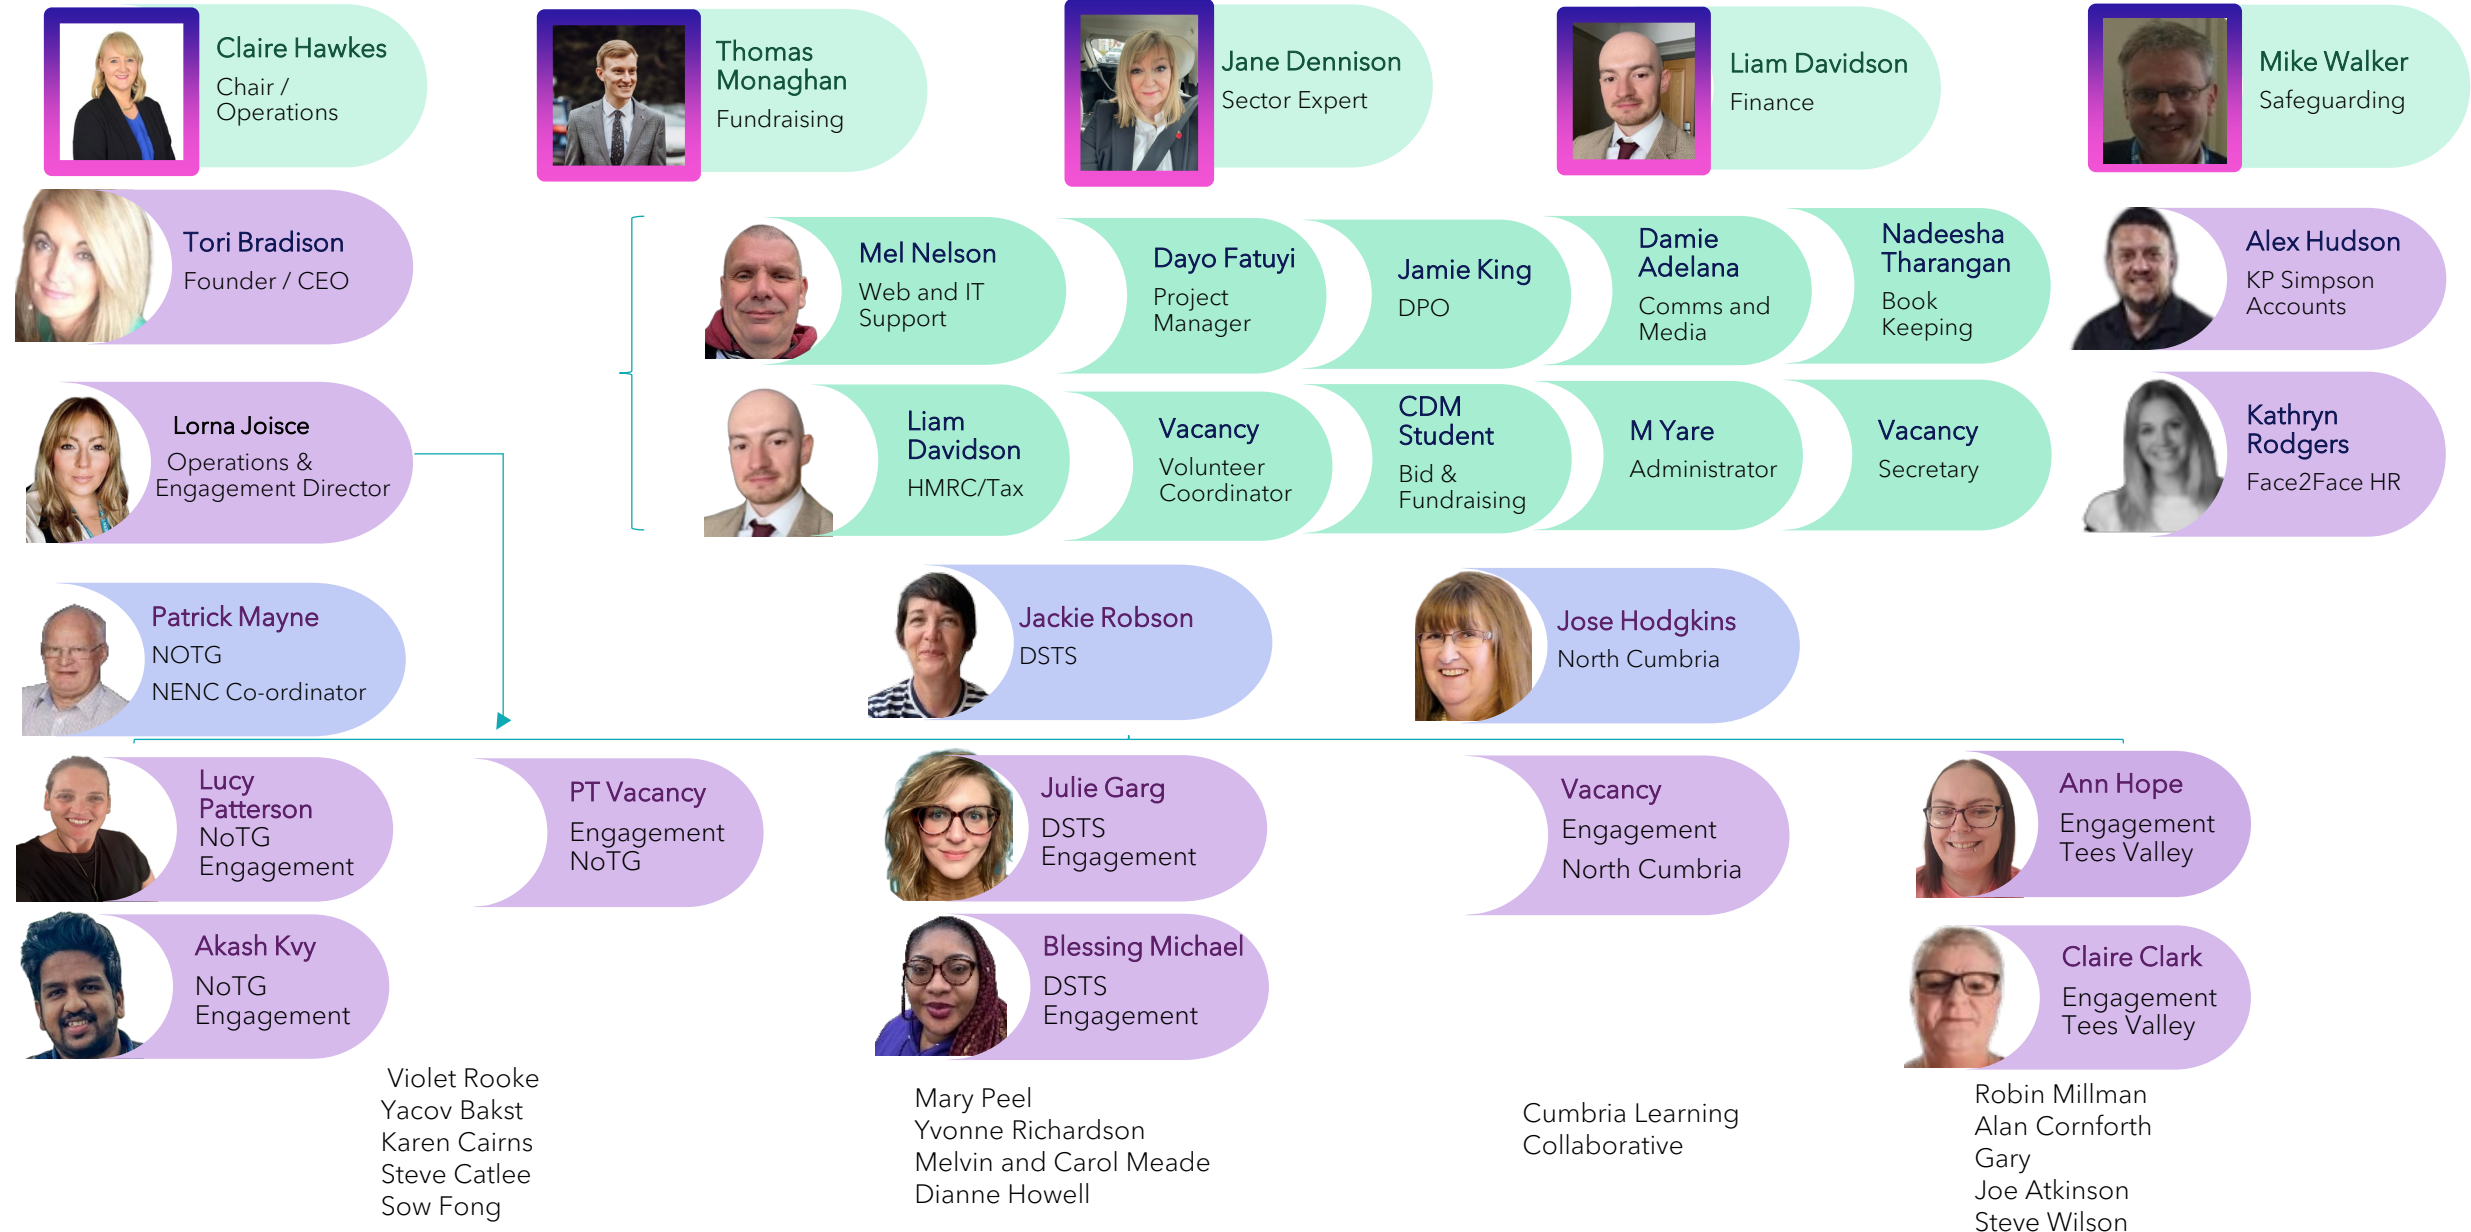 Claire Hawkes
Chair /
Operations
Thomas
Monaghan
Fundraising
Jane Dennison
Sector Expert
Liam Davidson
Finance
Mike Walker
Safeguarding
Tori Bradison
Founder / CEO
Mel Nelson
Web and IT
Support
Dayo Fatuyi
Project
Manager
Jamie King
DPO
Damie
Adelana
Comms and
Media
Nadeesha
Tharangan
Book
Keeping
Alex Hudson
KP Simpson
Accounts
Lorna Joisce
Operations &
Engagement Director
Liam
Davidson
HMRC/Tax
Vacancy
Volunteer
Coordinator
CDM
Student
Bid &
Fundraising
M Yare
Administrator
Vacancy
Secretary
Kathryn
Rodgers
Face2Face HR
Patrick Mayne
NOTG
NENC Co-ordinator
Jackie Robson
DSTS
Jose Hodgkins
North Cumbria
Lucy
Patterson
NoTG
Engagement
PT Vacancy
Engagement
NoTG
Julie Garg
DSTS
Engagement
Vacancy
Engagement
North Cumbria
Ann Hope
Engagement
Tees Valley
Akash Kvy
NoTG
Engagement
Blessing Michael
DSTS
Engagement
Claire Clark
Engagement
Tees Valley
Violet Rooke
Yacov Bakst
Karen Cairns
Steve Catlee
Sow Fong
Mary Peel
Yvonne Richardson
Melvin and Carol Meade
Dianne Howell
Cumbria Learning
Collaborative
Robin Millman
Alan Cornforth
Gary
Joe Atkinson
Steve Wilson